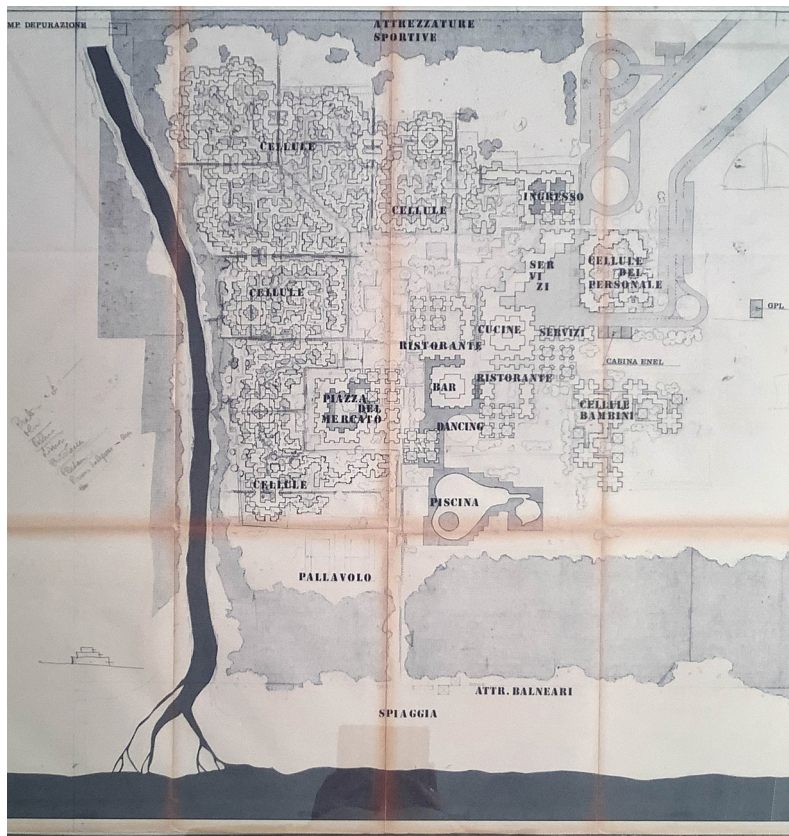 MP. DEPURAZIONE
ATTREZZATURE
SPORTIVE
CELLULE
CELLULE
INGRESSO
SER
VI
ZI
CELLULE
DEL
PERSONALE
CELLULE
GPL
CUCINE
SERVIZI
RISTORANTE
CABINA ENEL
RISTORANTE
BAR
PIAZZA
DEL
MERCATO
CELLULE
BAMBINI
DANCING
CELLULE
PISCINA
PALLAVOLO
ATTR. BALNEARI
SPIAGGIA